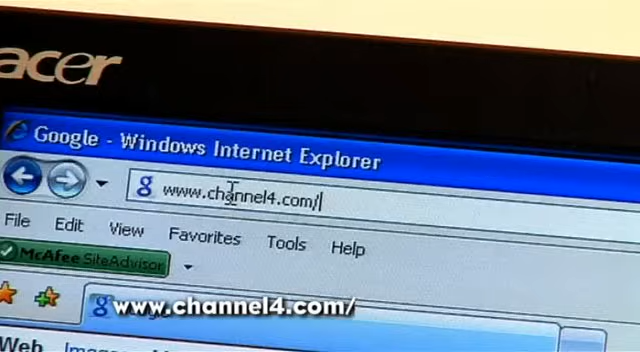 acer
Google - Windows Internet Explorer
www.channel4.com/
File Edit View Favorites Tools Help
McAfee SiteAdvisor
www.channel4.com/
Web